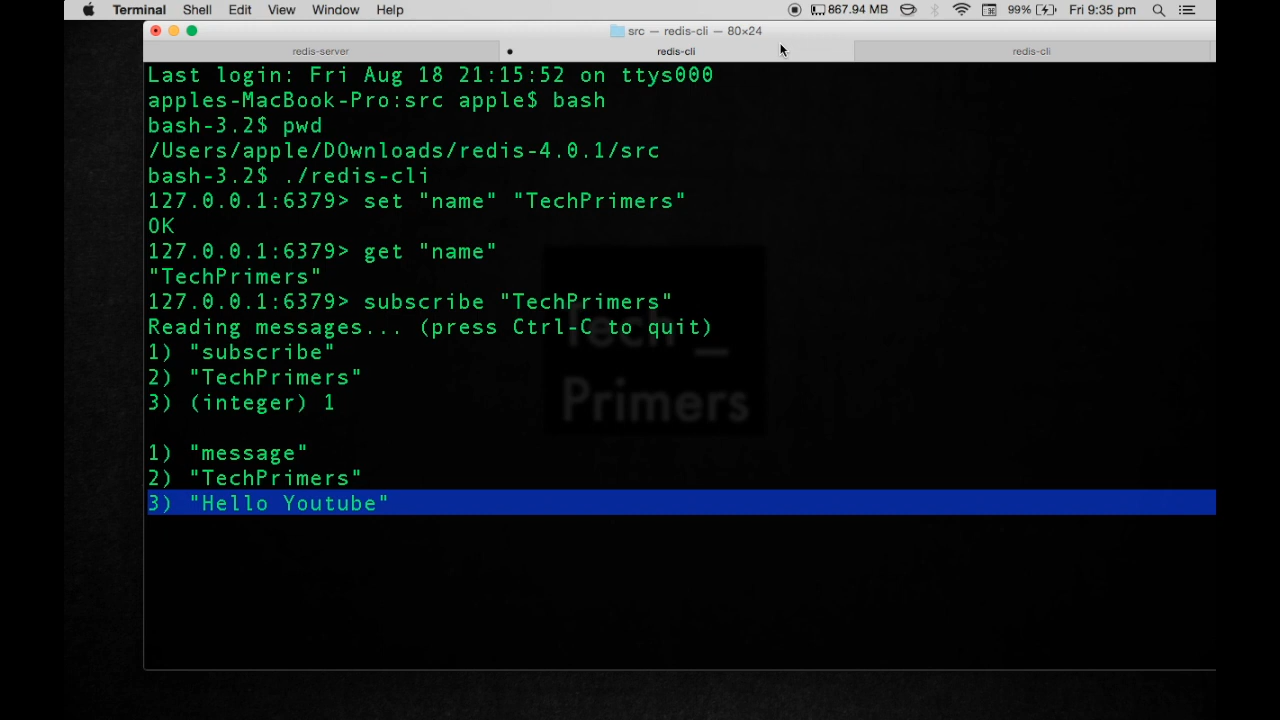 Terminal Shell Edit View Window Help 867.94 MB 99% Fri 9:35 pm
src — redis-cli — 80×24
redis-server redis-cli redis-cli
Last login: Fri Aug 18 21:15:52 on ttys000
apples-MacBook-Pro:src apple$ bash
bash-3.2$ pwd
/Users/apple/DOwnloads/redis-4.0.1/src
bash-3.2$ ./redis-cli
127.0.0.1:6379> set "name" "TechPrimers"
OK
127.0.0.1:6379> get "name"
"TechPrimers"
127.0.0.1:6379> subscribe "TechPrimers"
Reading messages... (press Ctrl-C to quit)
1) "subscribe"
2) "TechPrimers"
3) (integer) 1
1) "message"
2) "TechPrimers"
3) "Hello Youtube"
Tech _
Primers